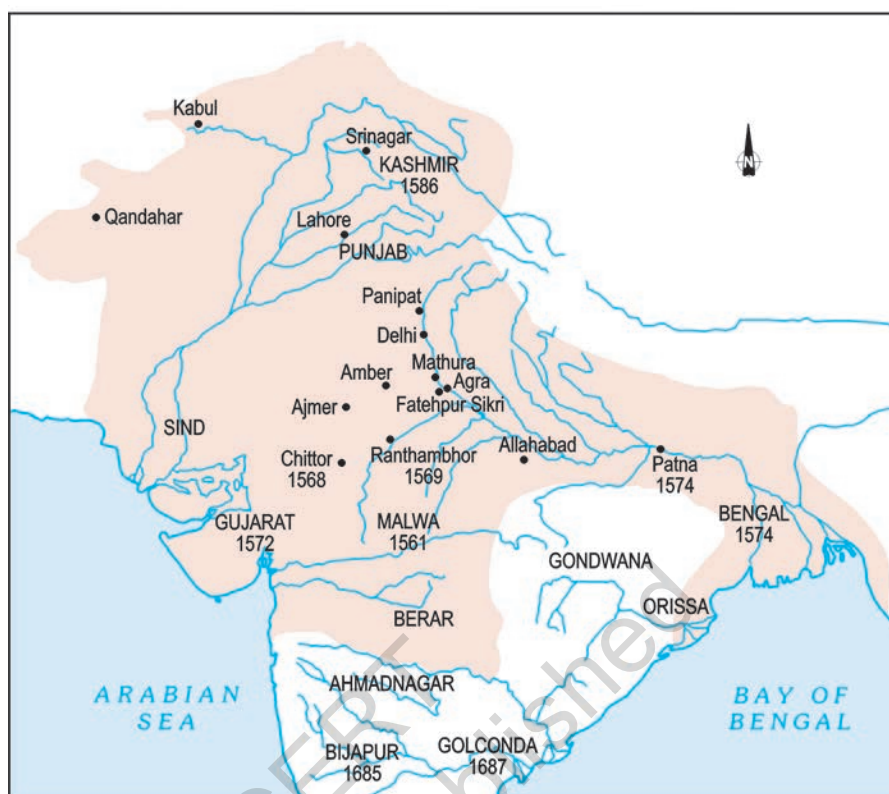 Kabul
Srinagar
KASHMIR
1586
N
Qandahar
Lahore
PUNJAB
Panipat
Delhi
Mathura
Amber
Agra
Fatehpur Sikri
Ajmer
SIND
Ranthambhor
1569
Allahabad
Chittor
1568
Patna
1574
GUJARAT
1572
MALWA
1561
BENGAL
1574
GONDWANA
ORISSA
BERAR
ARABIAN
SEA
AHMADNAGAR
BAY OF
BENGAL
BIJAPUR
1685
GOLCONDA
1687